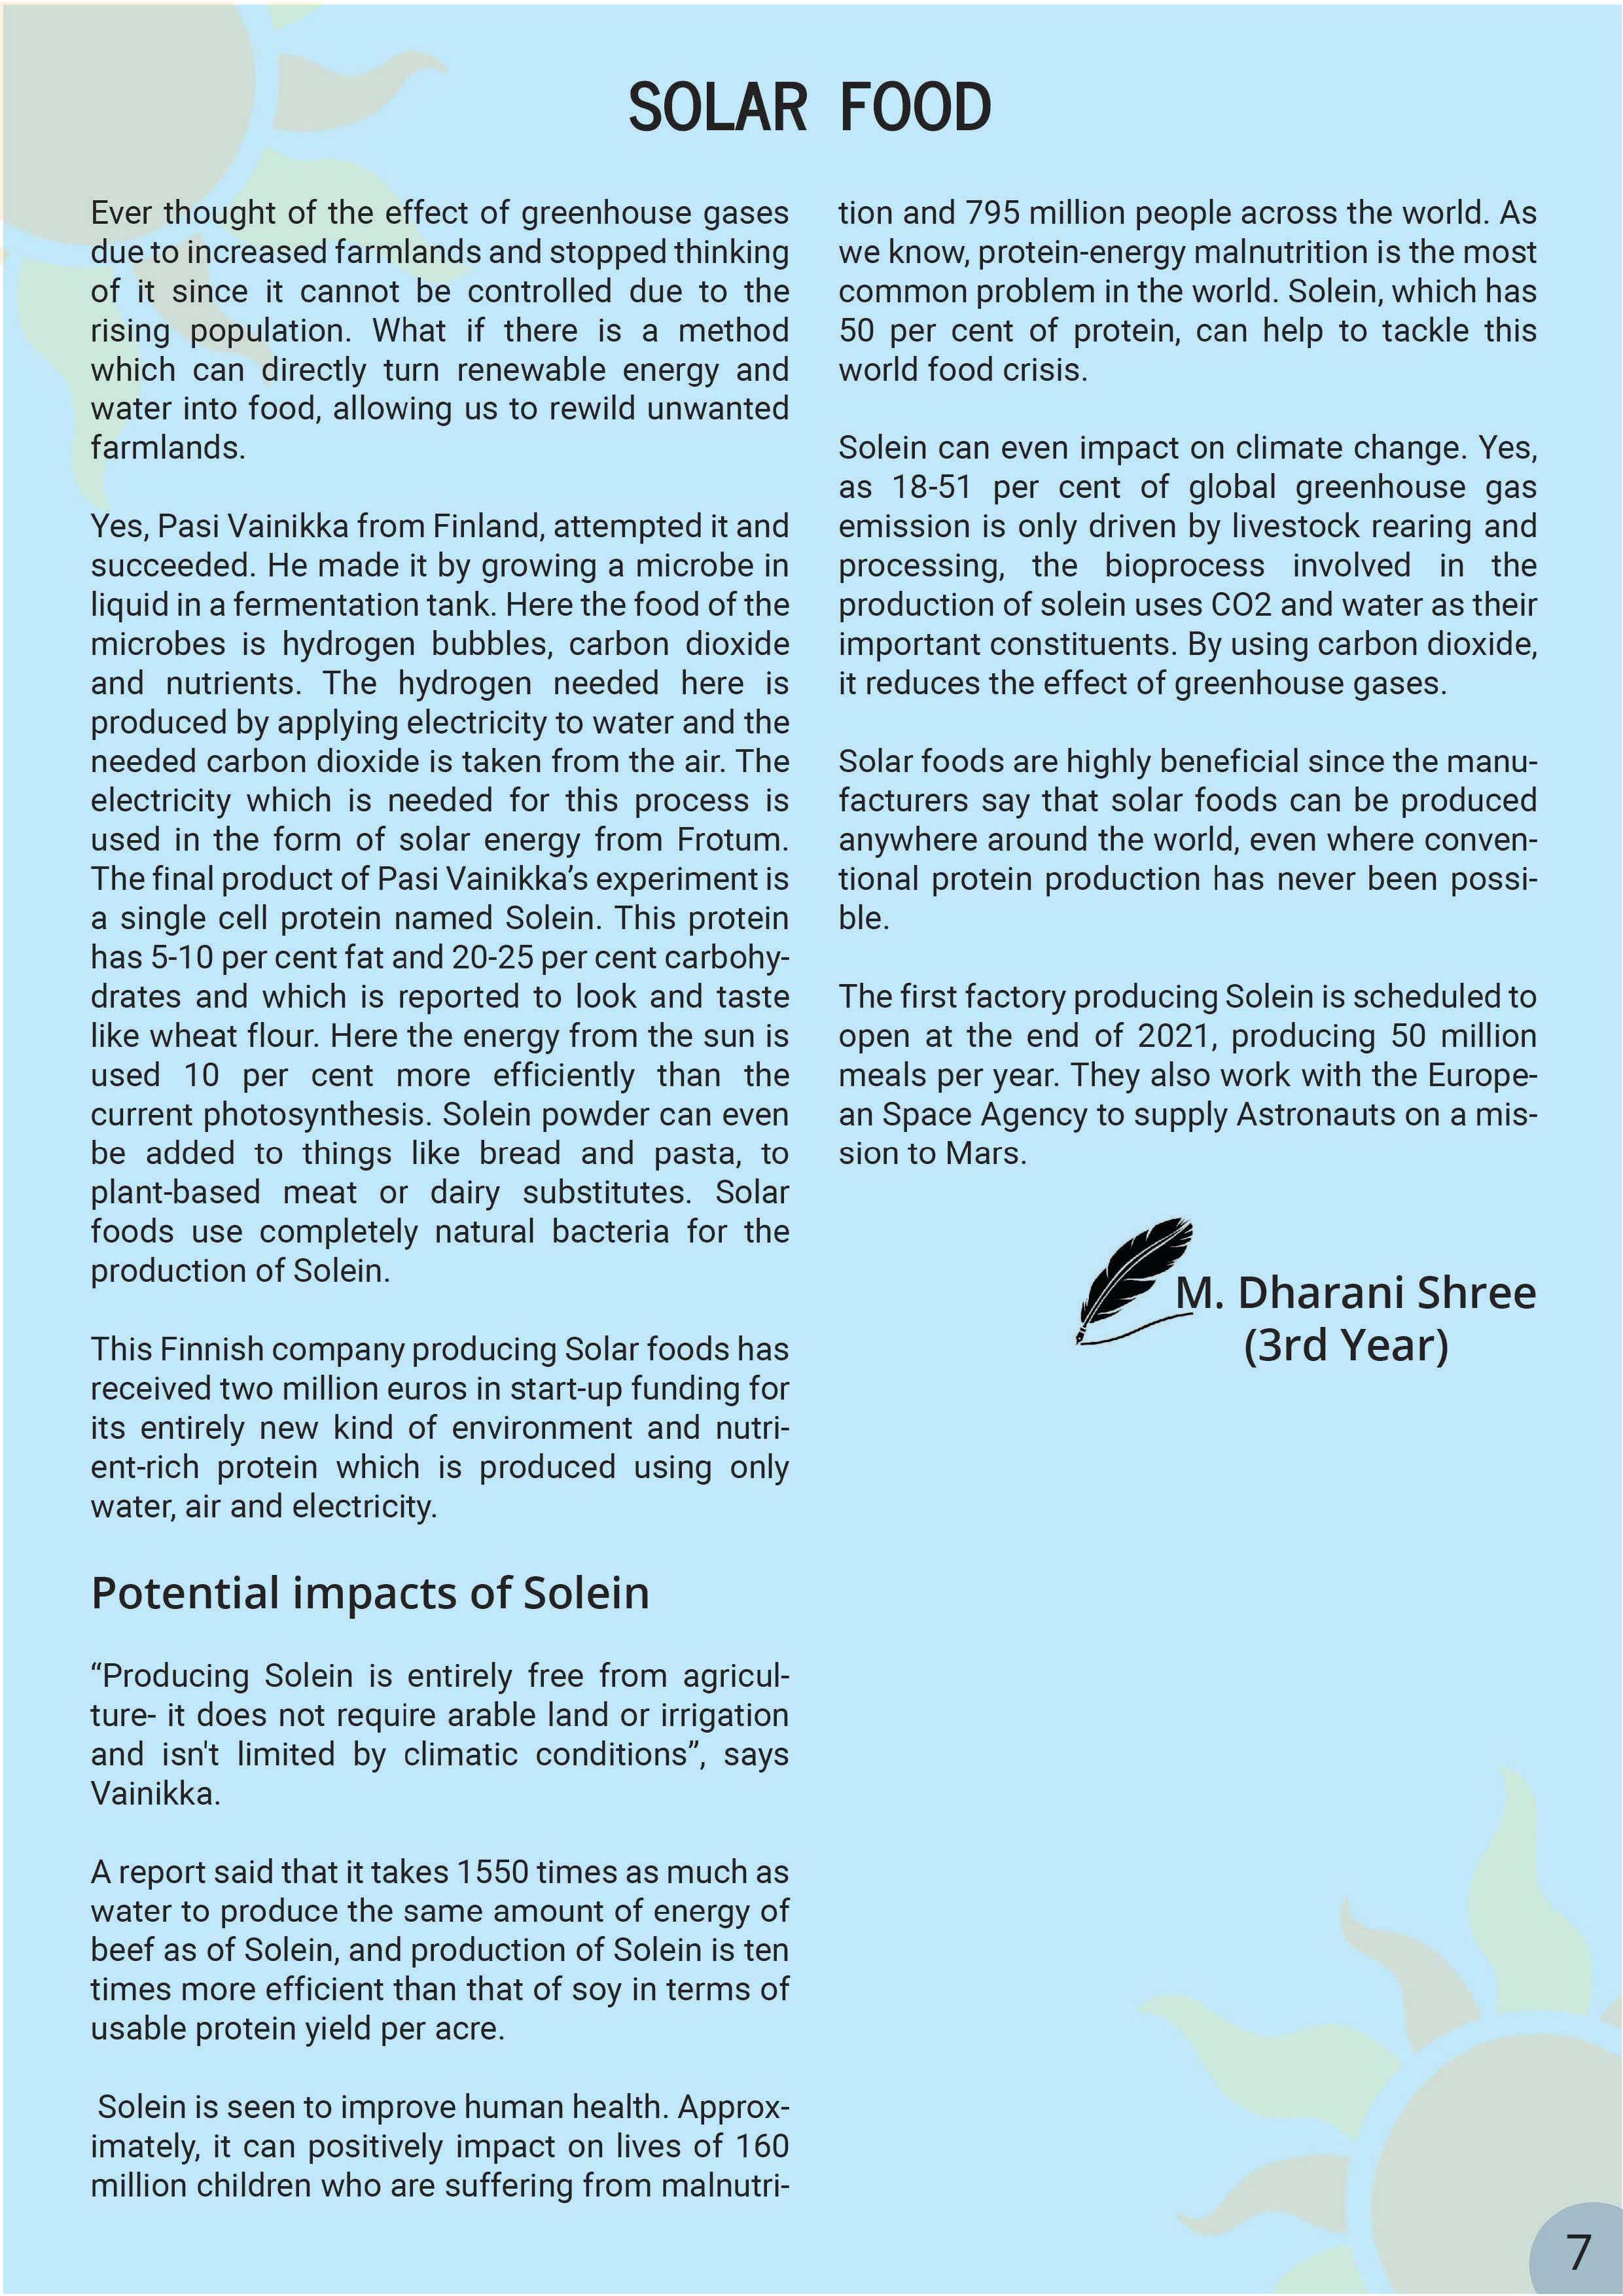 SOLAR FOOD
Ever thought of the effect of greenhouse gases
due to increased farmlands and stopped thinking
of it since it cannot be controlled due to the
rising population. What if there is a method
which can directly turn renewable energy and
water into food, allowing us to rewild unwanted
farmlands.
Yes, Pasi Vainikka from Finland, attempted it and
succeeded. He made it by growing a microbe in
liquid in a fermentation tank. Here the food of the
microbes is hydrogen bubbles, carbon dioxide
and nutrients. The hydrogen needed here is
produced by applying electricity to water and the
needed carbon dioxide is taken from the air. The
electricity which is needed for this process is
used in the form of solar energy from Frotum.
The final product of Pasi Vainikka’s experiment is
a single cell protein named Solein. This protein
has 5-10 per cent fat and 20-25 per cent carbohy-
drates and which is reported to look and taste
like wheat flour. Here the energy from the sun is
used 10 per cent more efficiently than the
current photosynthesis. Solein powder can even
be added to things like bread and pasta, to
plant-based meat or dairy substitutes. Solar
foods use completely natural bacteria for the
production of Solein.
This Finnish company producing Solar foods has
received two million euros in start-up funding for
its entirely new kind of environment and nutri-
ent-rich protein which is produced using only
water, air and electricity.
Potential impacts of Solein
“Producing Solein is entirely free from agricul-
ture- it does not require arable land or irrigation
and isn't limited by climatic conditions”, says
Vainikka.
A report said that it takes 1550 times as much as
water to produce the same amount of energy of
beef as of Solein, and production of Solein is ten
times more efficient than that of soy in terms of
usable protein yield per acre.
Solein is seen to improve human health. Approx-
imately, it can positively impact on lives of 160
million children who are suffering from malnutri-
tion and 795 million people across the world. As
we know, protein-energy malnutrition is the most
common problem in the world. Solein, which has
50 per cent of protein, can help to tackle this
world food crisis.
Solein can even impact on climate change. Yes,
as 18-51 per cent of global greenhouse gas
emission is only driven by livestock rearing and
processing, the bioprocess involved in the
production of solein uses CO2 and water as their
important constituents. By using carbon dioxide,
it reduces the effect of greenhouse gases.
Solar foods are highly beneficial since the manu-
facturers say that solar foods can be produced
anywhere around the world, even where conven-
tional protein production has never been possi-
ble.
The first factory producing Solein is scheduled to
open at the end of 2021, producing 50 million
meals per year. They also work with the Europe-
an Space Agency to supply Astronauts on a mis-
sion to Mars.
M. Dharani Shree
(3rd Year)
7